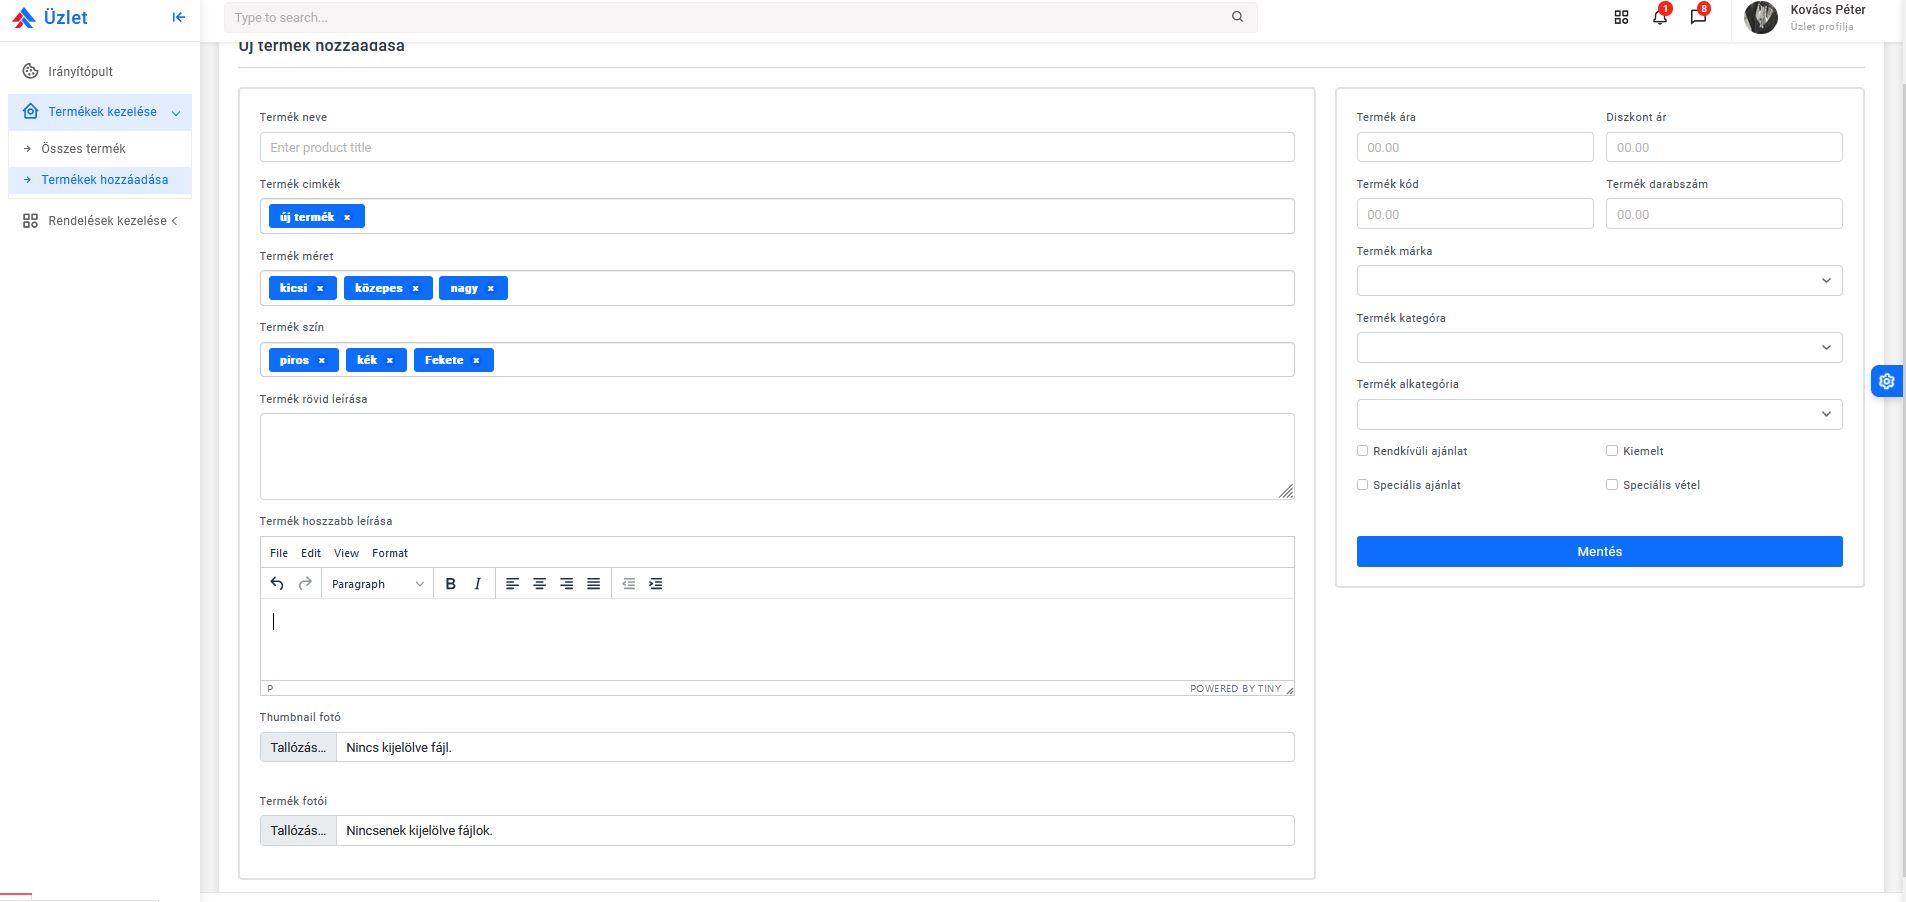 Üzlet
Type to search...
1
8
Kovács Péter
Üzlet profilja
Irányítópult
Termékek kezelése
Összes termék
Termékek hozzáadása
Rendelések kezelése
Új termék hozzáadása
Termék neve
Enter product title
Termék cimkék
új termék ×
Termék méret
kicsi × közepes × nagy ×
Termék szín
piros × kék × Fekete ×
Termék rövid leírása
Termék hoszzabb leírása
File Edit View Format
Paragraph B I
P POWERED BY TINY
Thumbnail fotó
Tallózás... Nincs kijelölve fájl.
Termék fotói
Tallózás... Nincsenek kijelölve fájlok.
Termék ára Diszkont ár
00.00 00.00
Termék kód Termék darabszám
00.00 00.00
Termék márka
Termék kategóra
Termék alkategória
Rendkívüli ajánlat Kiemelt
Speciális ajánlat Speciális vétel
Mentés